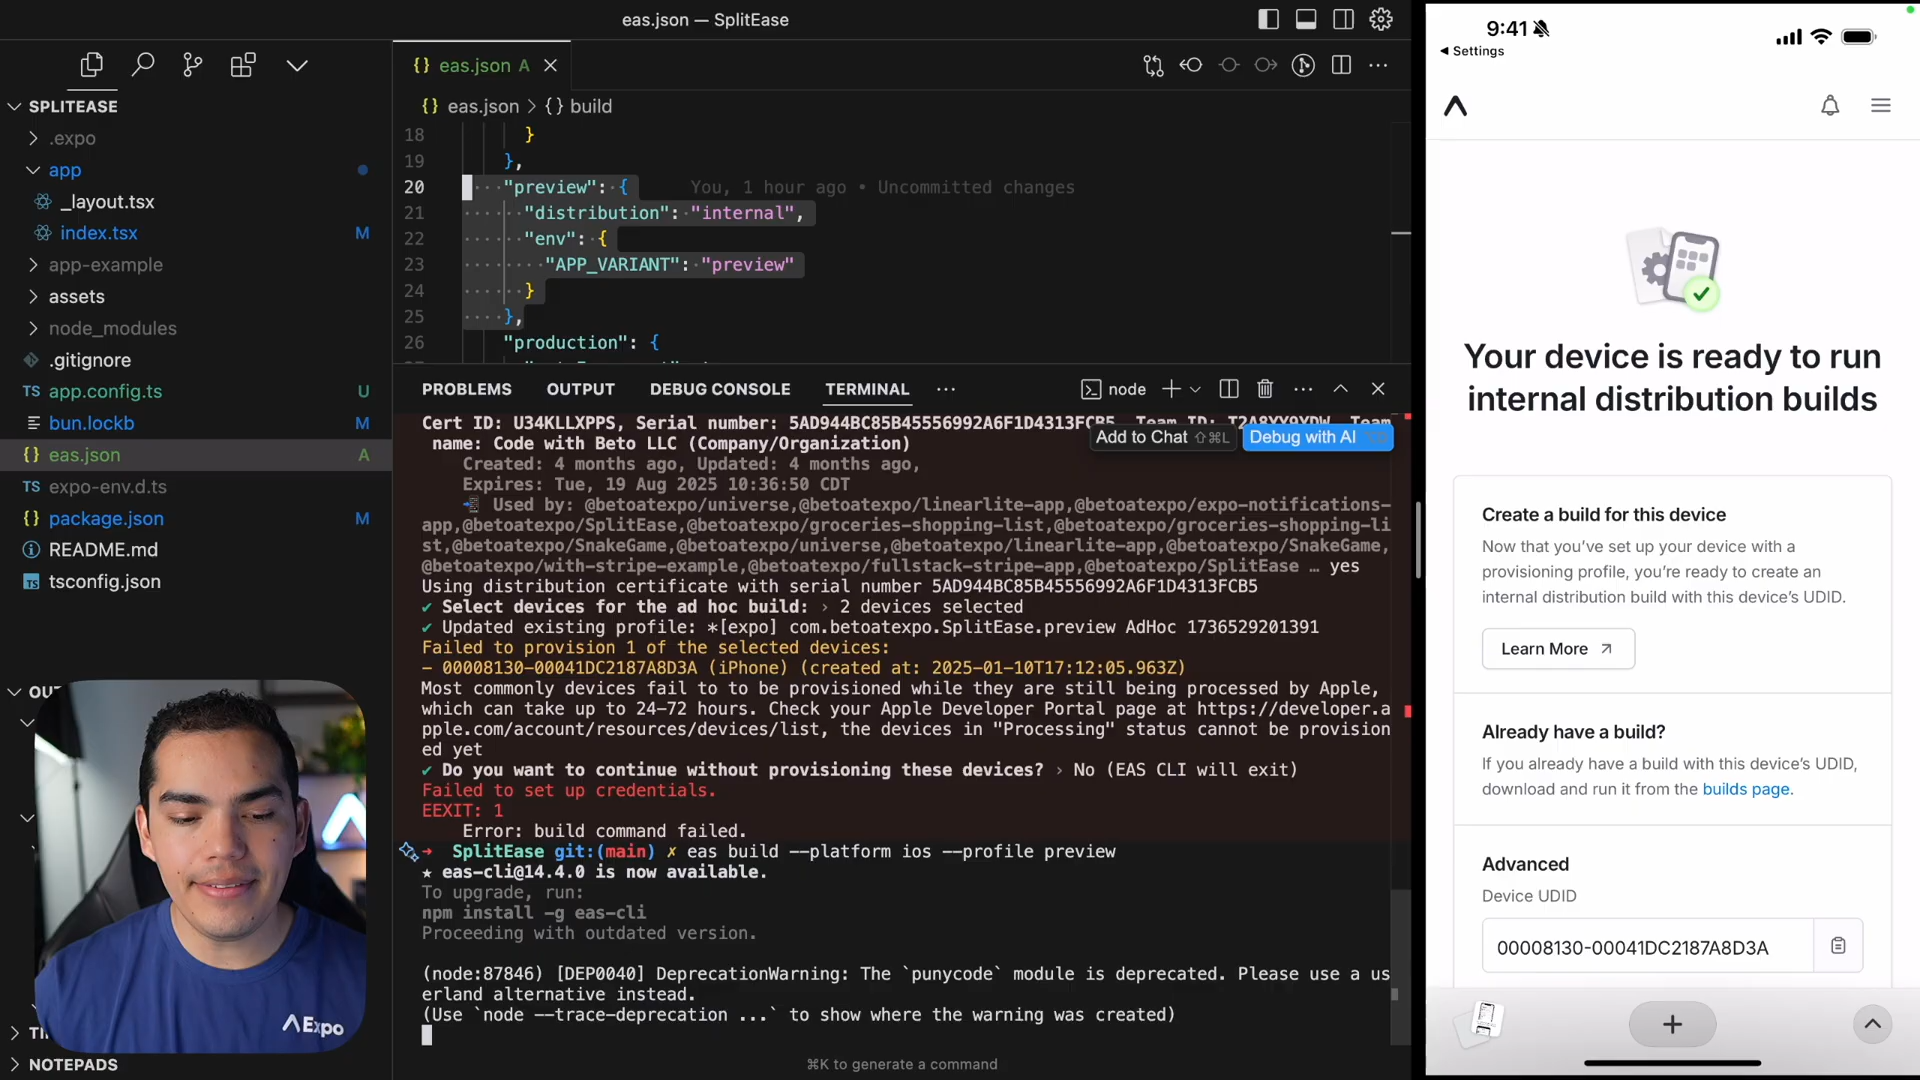 eas.json — SplitEase
SPLITEASE
.expo
app
_layout.tsx
index.tsx M
app-example
assets
node_modules
.gitignore
TS app.config.ts U
bun.lockb M
{} eas.json A
TS expo-env.d.ts
{} package.json M
README.md
TS tsconfig.json
OUT
TI
NOTEPADS
Expo
{} eas.json A
{} eas.json > {} build
18 }
19 },
20 "preview": { You, 1 hour ago • Uncommitted changes
21 "distribution": "internal",
22 "env": {
23 "APP_VARIANT": "preview"
24 }
25 },
26 "production": {
PROBLEMS OUTPUT DEBUG CONSOLE TERMINAL ··· node
Cert ID: U34KLLXPPS, Serial number: 5AD944BC85B45556992A6F1D4313FCB5, Team ID: T2A8YY9YDW, Team
name: Code with Beto LLC (Company/Organization)
Add to Chat ⇧⌘L Debug with AI
Created: 4 months ago, Updated: 4 months ago,
Expires: Tue, 19 Aug 2025 10:36:50 CDT
Used by: @betoatexpo/universe,@betoatexpo/linearlite-app,@betoatexpo/expo-notifications-
app,@betoatexpo/SplitEase,@betoatexpo/groceries-shopping-list,@betoatexpo/groceries-shopping-li
st,@betoatexpo/SnakeGame,@betoatexpo/universe,@betoatexpo/linearlite-app,@betoatexpo/SnakeGame,
@betoatexpo/with-stripe-example,@betoatexpo/fullstack-stripe-app,@betoatexpo/SplitEase … yes
Using distribution certificate with serial number 5AD944BC85B45556992A6F1D4313FCB5
✔ Select devices for the ad hoc build: › 2 devices selected
✔ Updated existing profile: *[expo] com.betoatexpo.SplitEase.preview AdHoc 1736529201391
Failed to provision 1 of the selected devices:
- 00008130-00041DC2187A8D3A (iPhone) (created at: 2025-01-10T17:12:05.963Z)
Most commonly devices fail to to be provisioned while they are still being processed by Apple,
which can take up to 24-72 hours. Check your Apple Developer Portal page at https://developer.a
pple.com/account/resources/devices/list, the devices in "Processing" status cannot be provision
ed yet
✔ Do you want to continue without provisioning these devices? › No (EAS CLI will exit)
Failed to set up credentials.
EEXIT: 1
Error: build command failed.
➜ SplitEase git:(main) ✗ eas build --platform ios --profile preview
★ eas-cli@14.4.0 is now available.
To upgrade, run:
npm install -g eas-cli
Proceeding with outdated version.
(node:87846) [DEP0040] DeprecationWarning: The `punycode` module is deprecated. Please use a us
erland alternative instead.
(Use `node --trace-deprecation ...` to show where the warning was created)
⌘K to generate a command
9:41
◀ Settings
Your device is ready to run
internal distribution builds
Create a build for this device
Now that you’ve set up your device with a
provisioning profile, you’re ready to create an
internal distribution build with this device’s UDID.
Learn More
Already have a build?
If you already have a build with this device’s UDID,
download and run it from the builds page.
Advanced
Device UDID
00008130-00041DC2187A8D3A